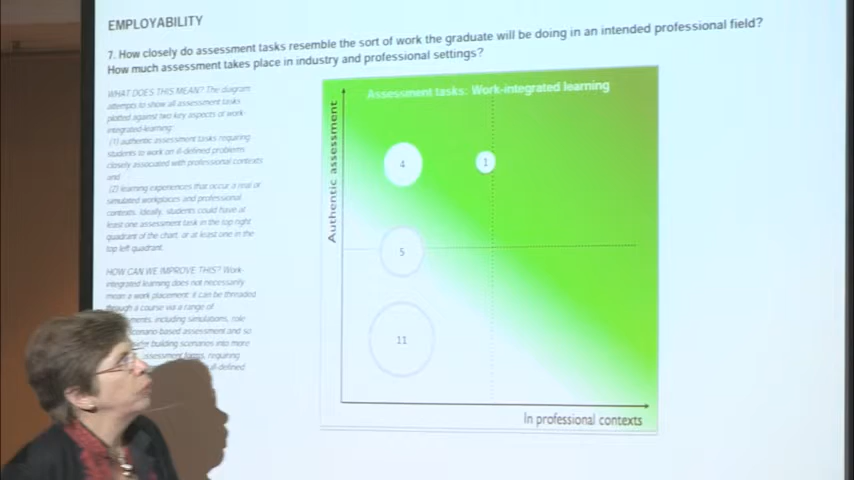 EMPLOYABILITY
7. How closely do assessment tasks resemble the sort of work the graduate will be doing in an intended professional field?
How much assessment takes place in industry and professional settings?
WHAT DOES THIS MEAN? The diagram
attempts to show all assessment tasks
plotted against two key aspects of work-
integrated-learning:
(1) authentic assessment tasks requiring
students to work on ill-defined problems
closely associated with professional contexts
and
(2) learning experiences that occur a real or
simulated workplaces and professional
contexts. Ideally, students could have at
least one assessment task in the top right
quadrant of the chart, or at least one in the
top left quadrant.
HOW CAN WE IMPROVE THIS? Work-
integrated learning does not necessarily
mean a work placement: it can be threaded
through a course via a range of
including simulations, role
based assessment and so
building scenarios into more
assessment forms, requiring
ill-defined
Assessment tasks: Work-integrated learning
Authentic assessment
4
1
5
11
In professional contexts